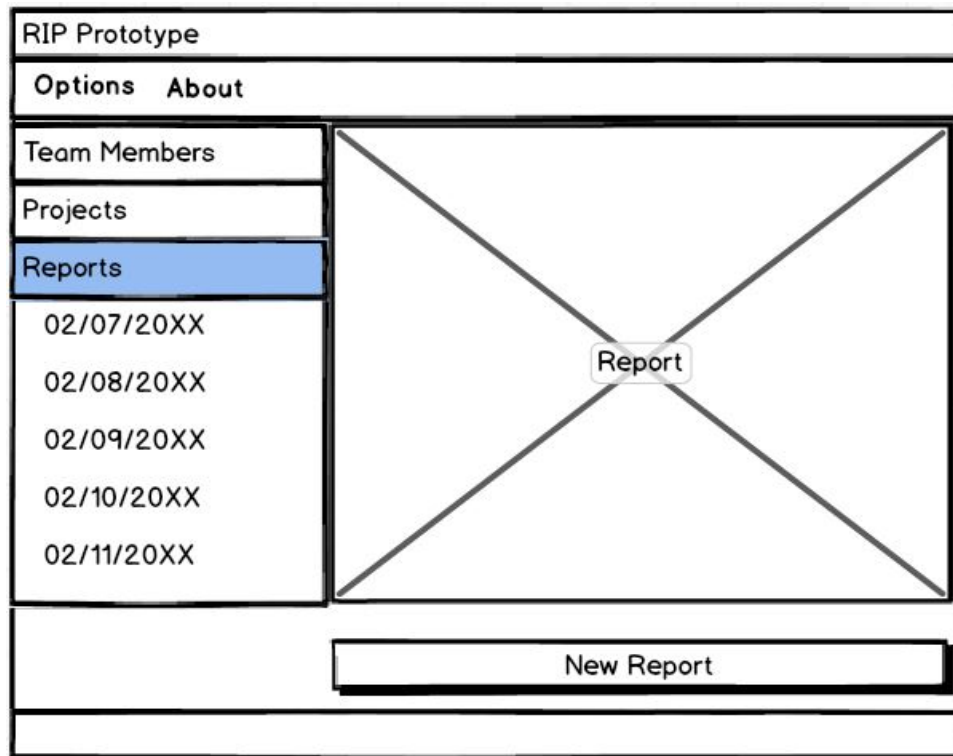 RIP Prototype
Options About
Team Members
Projects
Reports
02/07/20XX
02/08/20XX
02/09/20XX
02/10/20XX
02/11/20XX
Report
New Report